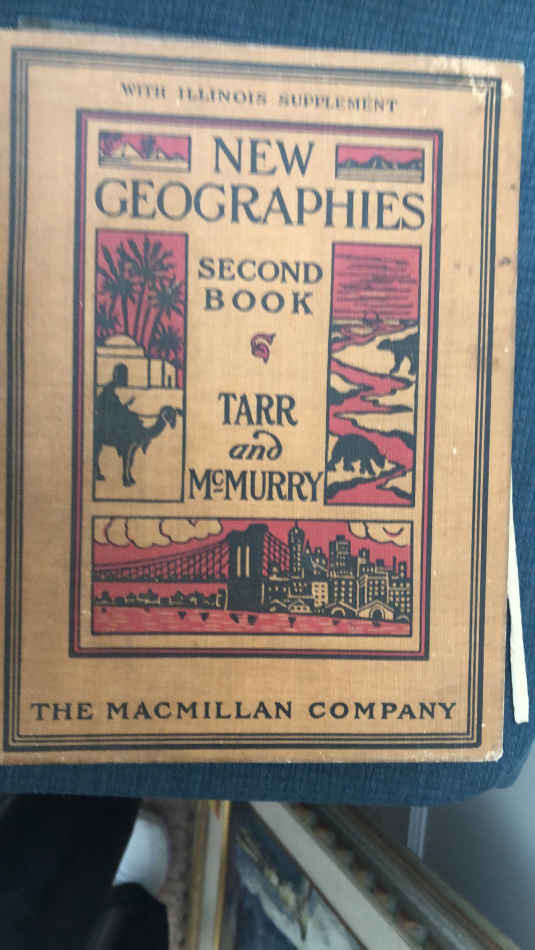 WITH ILLINOIS SUPPLEMENT
NEW
GEOGRAPHIES
SECOND
BOOK
TARR
and
McMURRY
THE MACMILLAN COMPANY